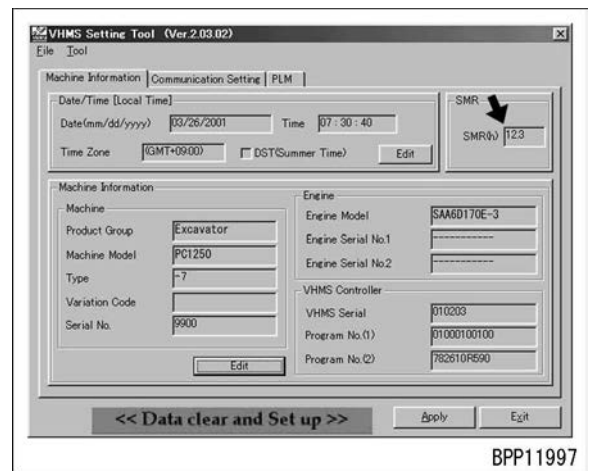 VHMS Setting Tool (Ver.2.03.02)
File Tool
Machine Information Communication Setting PLM
Date/Time [Local Time]
Date(mm/dd/yyyy) 03/26/2001 Time 07 : 30 : 40
Time Zone (GMT+09:00) DST(Summer Time) Edit
SMR
SMR(h) 12.3
Machine Information
Machine
Product Group Excavator
Machine Model PC1250
Type -7
Variation Code
Serial No. 9900
Edit
Engine
Engine Model SAA6D170E-3
Engine Serial No.1 -----------
Engine Serial No.2 -----------
VHMS Controller
VHMS Serial 010203
Program No.(1) 01000100100
Program No.(2) 782610R590
<< Data clear and Set up >> Apply Exit
BPP11997